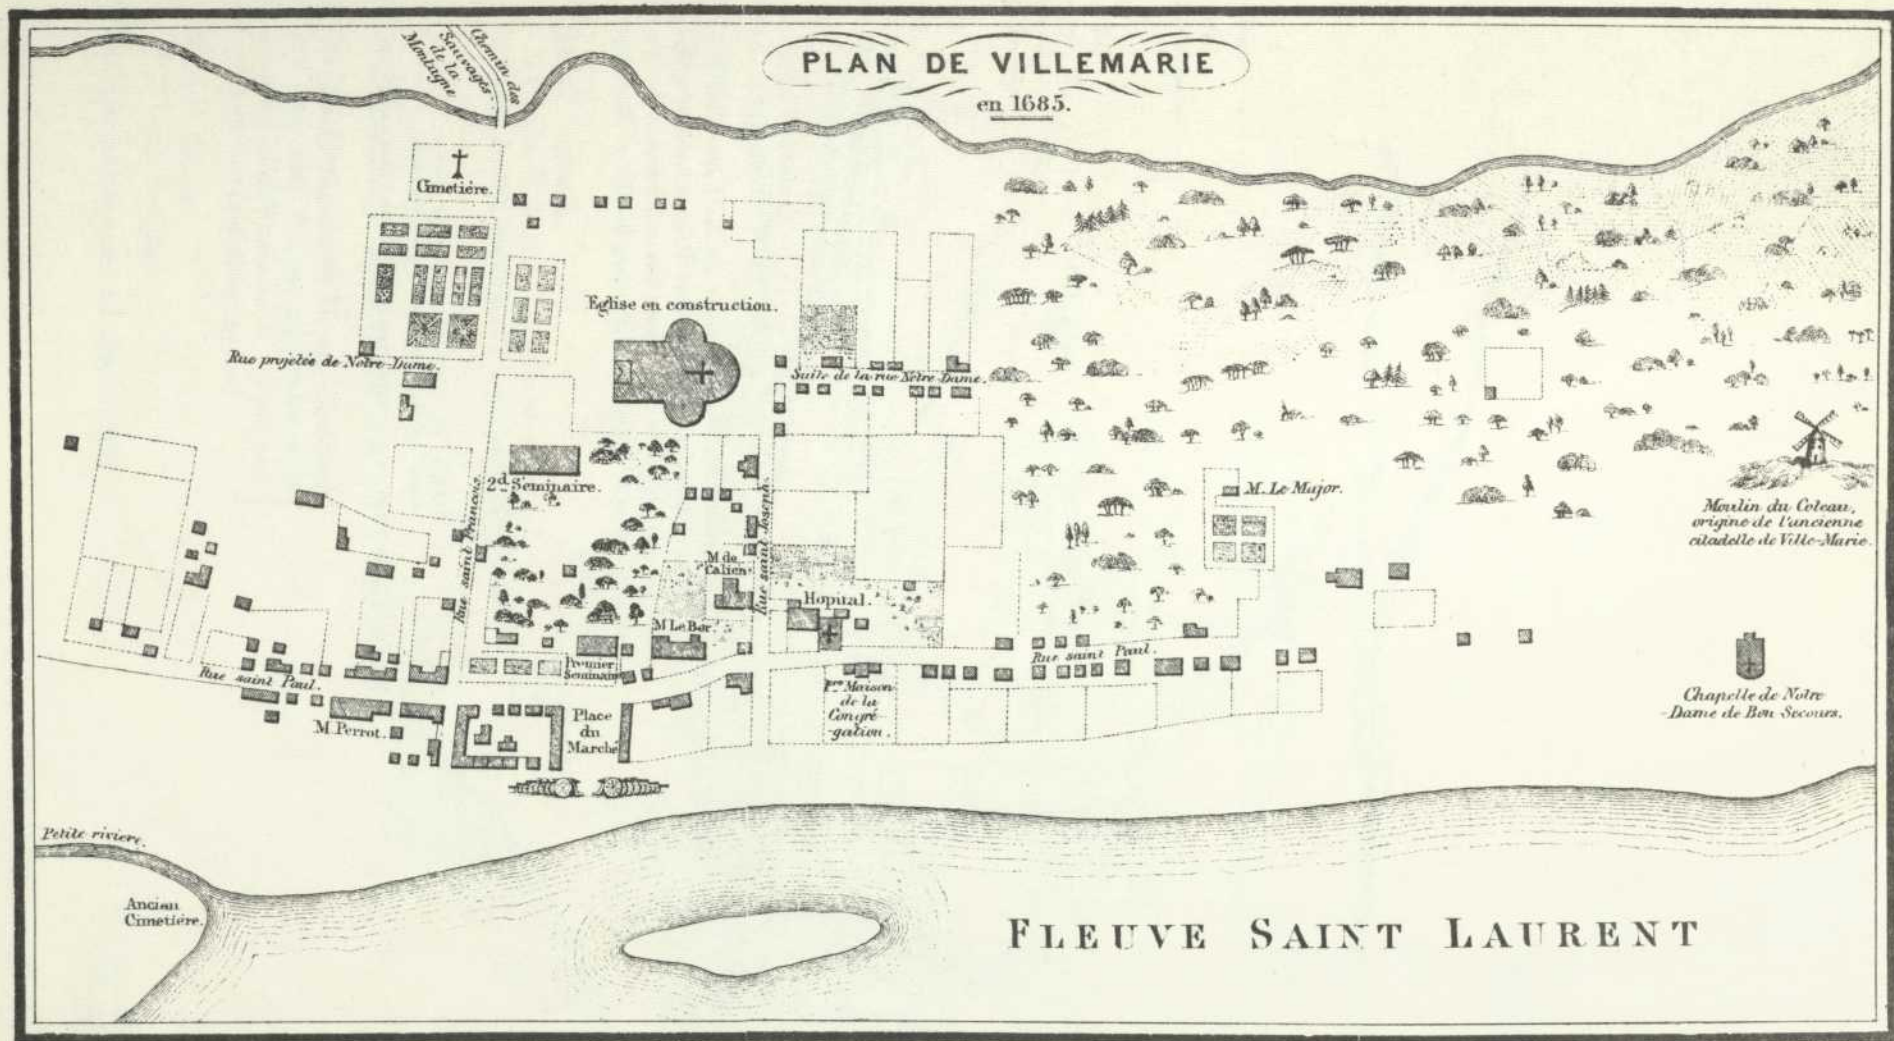 PLAN DE VILLEMARIE
en 1685.
Chemin des
Sauvages
de la
Montagne
Cimetiére.
Eglise en construction.
Rue projetée de Notre-Dame.
Suite de la rue Notre Dame.
2d. Séminaire.
Rue saint François.
Rue saint Joseph.
M. Le Major.
Moulin du Coteau,
origine de l'ancienne
citadelle de Ville-Marie.
M de
Calien
Hopital.
M Le Ber
Premier
Seminaire
Rue saint Paul.
Rue saint Paul.
1re Maison
de la
Congré
-gation.
Chapelle de Notre
-Dame de Bon Secours.
M. Perrot.
Place
du
Marché
Petite riviere.
Ancien
Cimetiére.
FLEUVE SAINT LAURENT